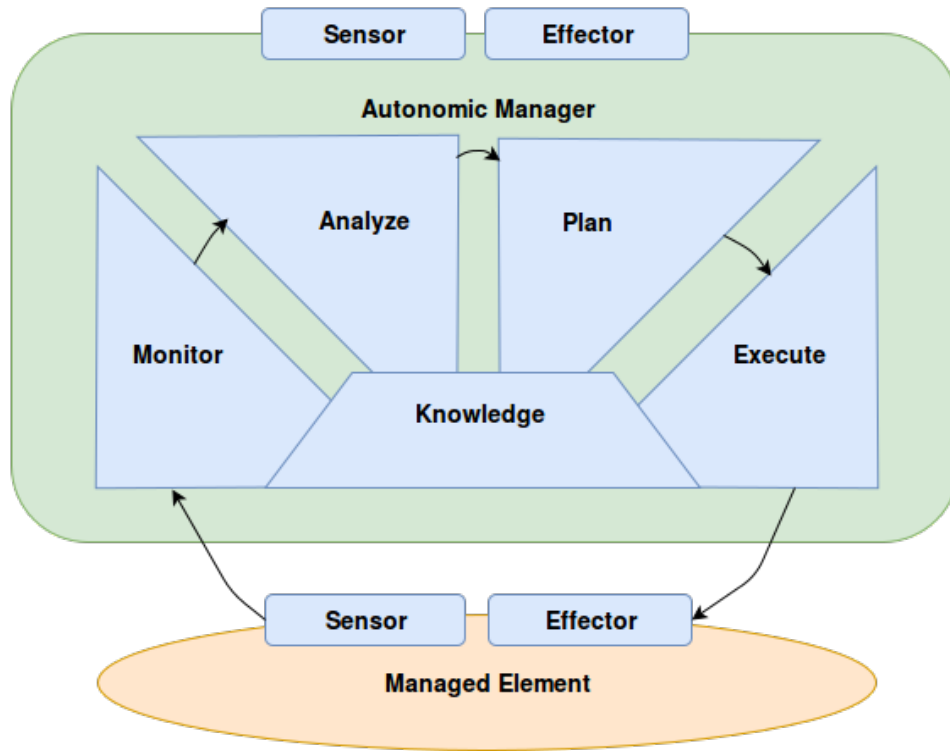 Sensor
Effector
Autonomic Manager
Analyze
Plan
Monitor
Execute
Knowledge
Sensor
Effector
Managed Element